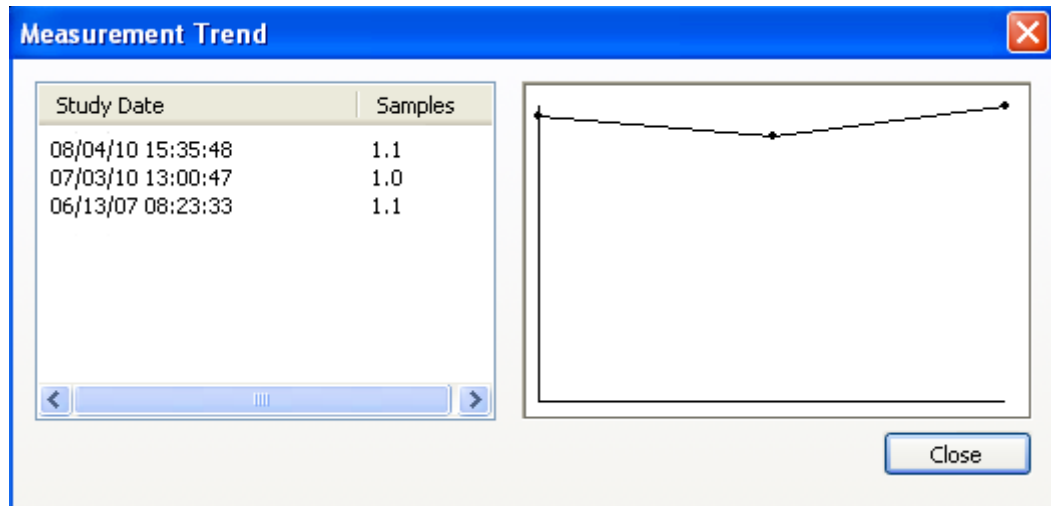 Measurement Trend
Study Date Samples
08/04/10 15:35:48 1.1
07/03/10 13:00:47 1.0
06/13/07 08:23:33 1.1
Close